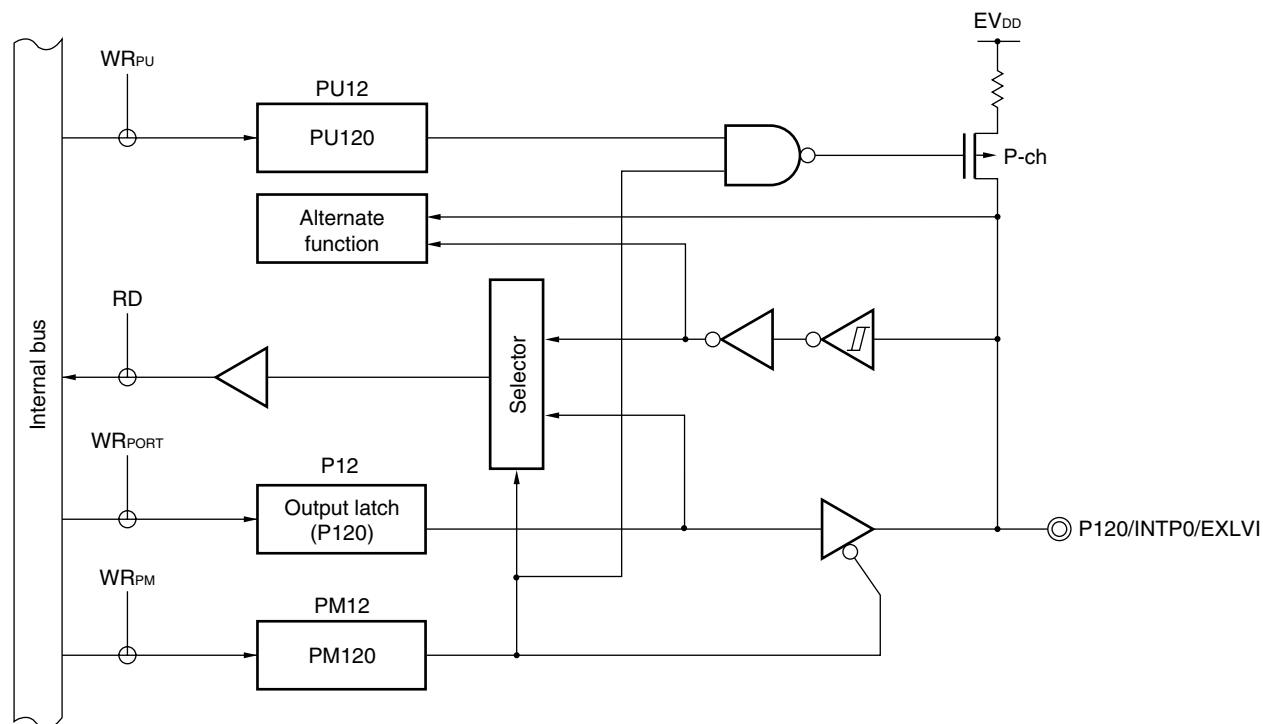 EVDD
WRPU
PU12
PU120
P-ch
Alternate
function
RD
Internal bus
Selector
WRPORT
P12
Output latch
(P120)
P120/INTP0/EXLVI
WRPM
PM12
PM120